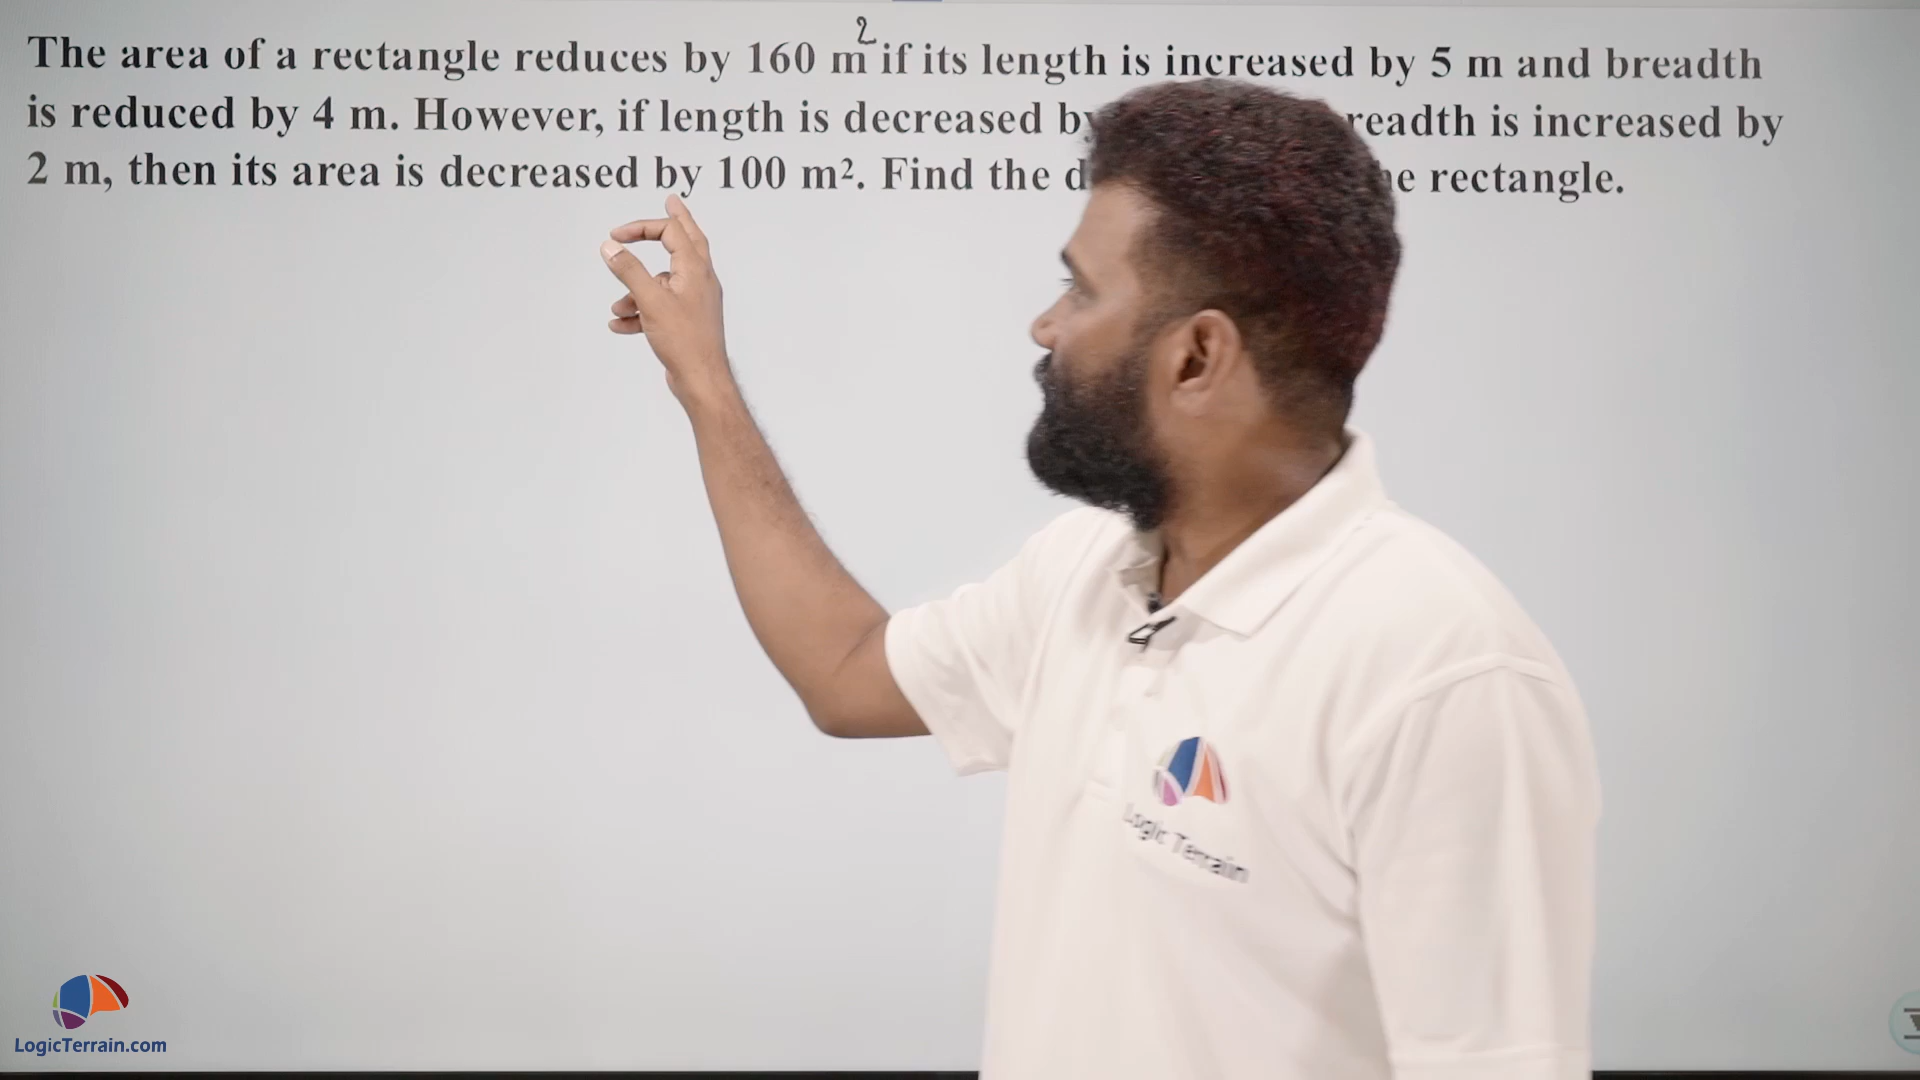 The area of a rectangle reduces by 160 m² if its length is increased by 5 m and breadth
is reduced by 4 m. However, if length is decreased by is increased by
2 m, then its area is decreased by 100 m². Find the rectangle.
Logic Terrain
LogicTerrain.com